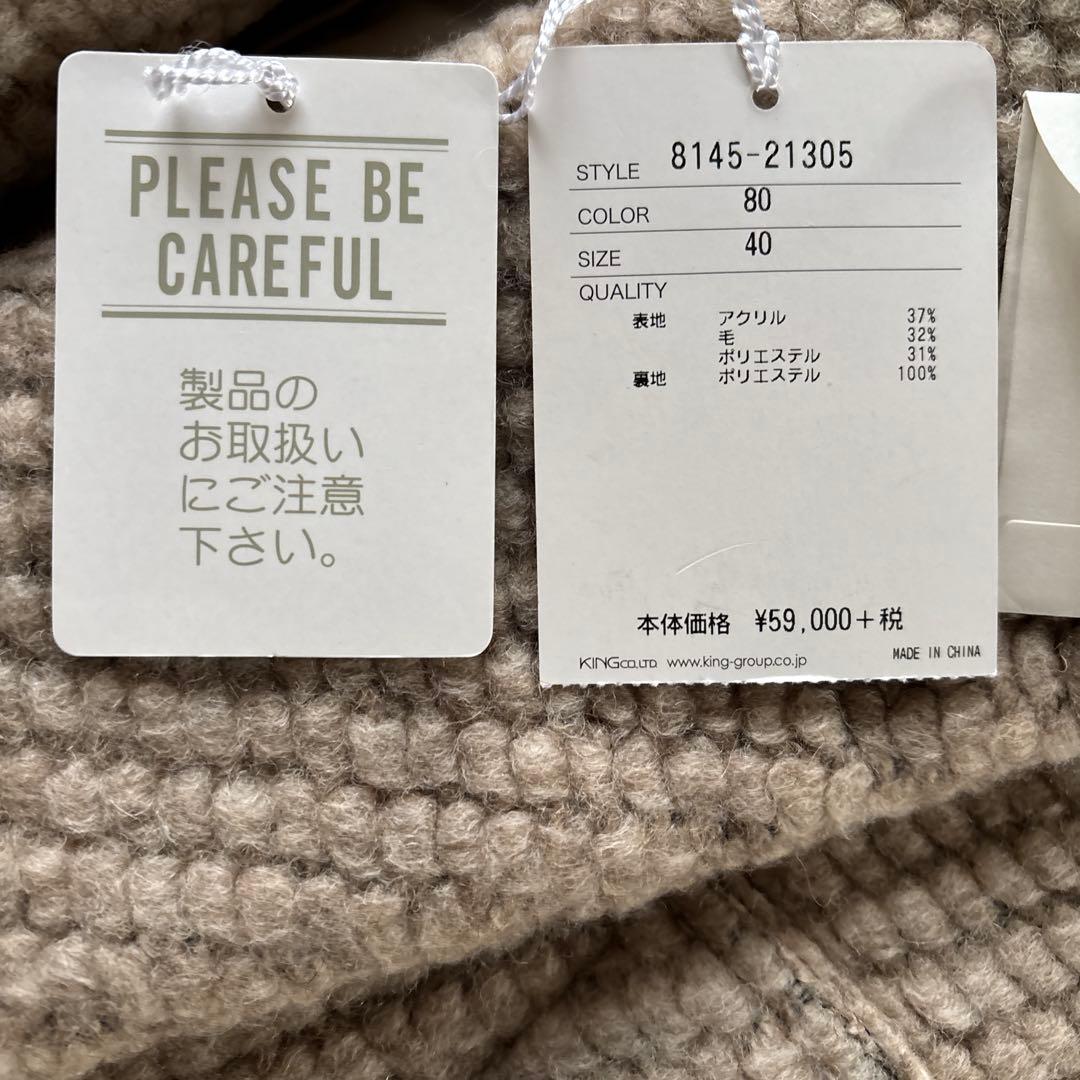 PLEASE BE
CAREFUL
製品の
お取扱い
にご注意
下さい。
STYLE 8145-21305
COLOR 80
SIZE 40
QUALITY
表地 アクリル 37%
毛 32%
ポリエステル 31%
裏地 ポリエステル 100%
本体価格 ¥59,000+税
KING CO.,LTD. www.king-group.co.jp MADE IN CHINA